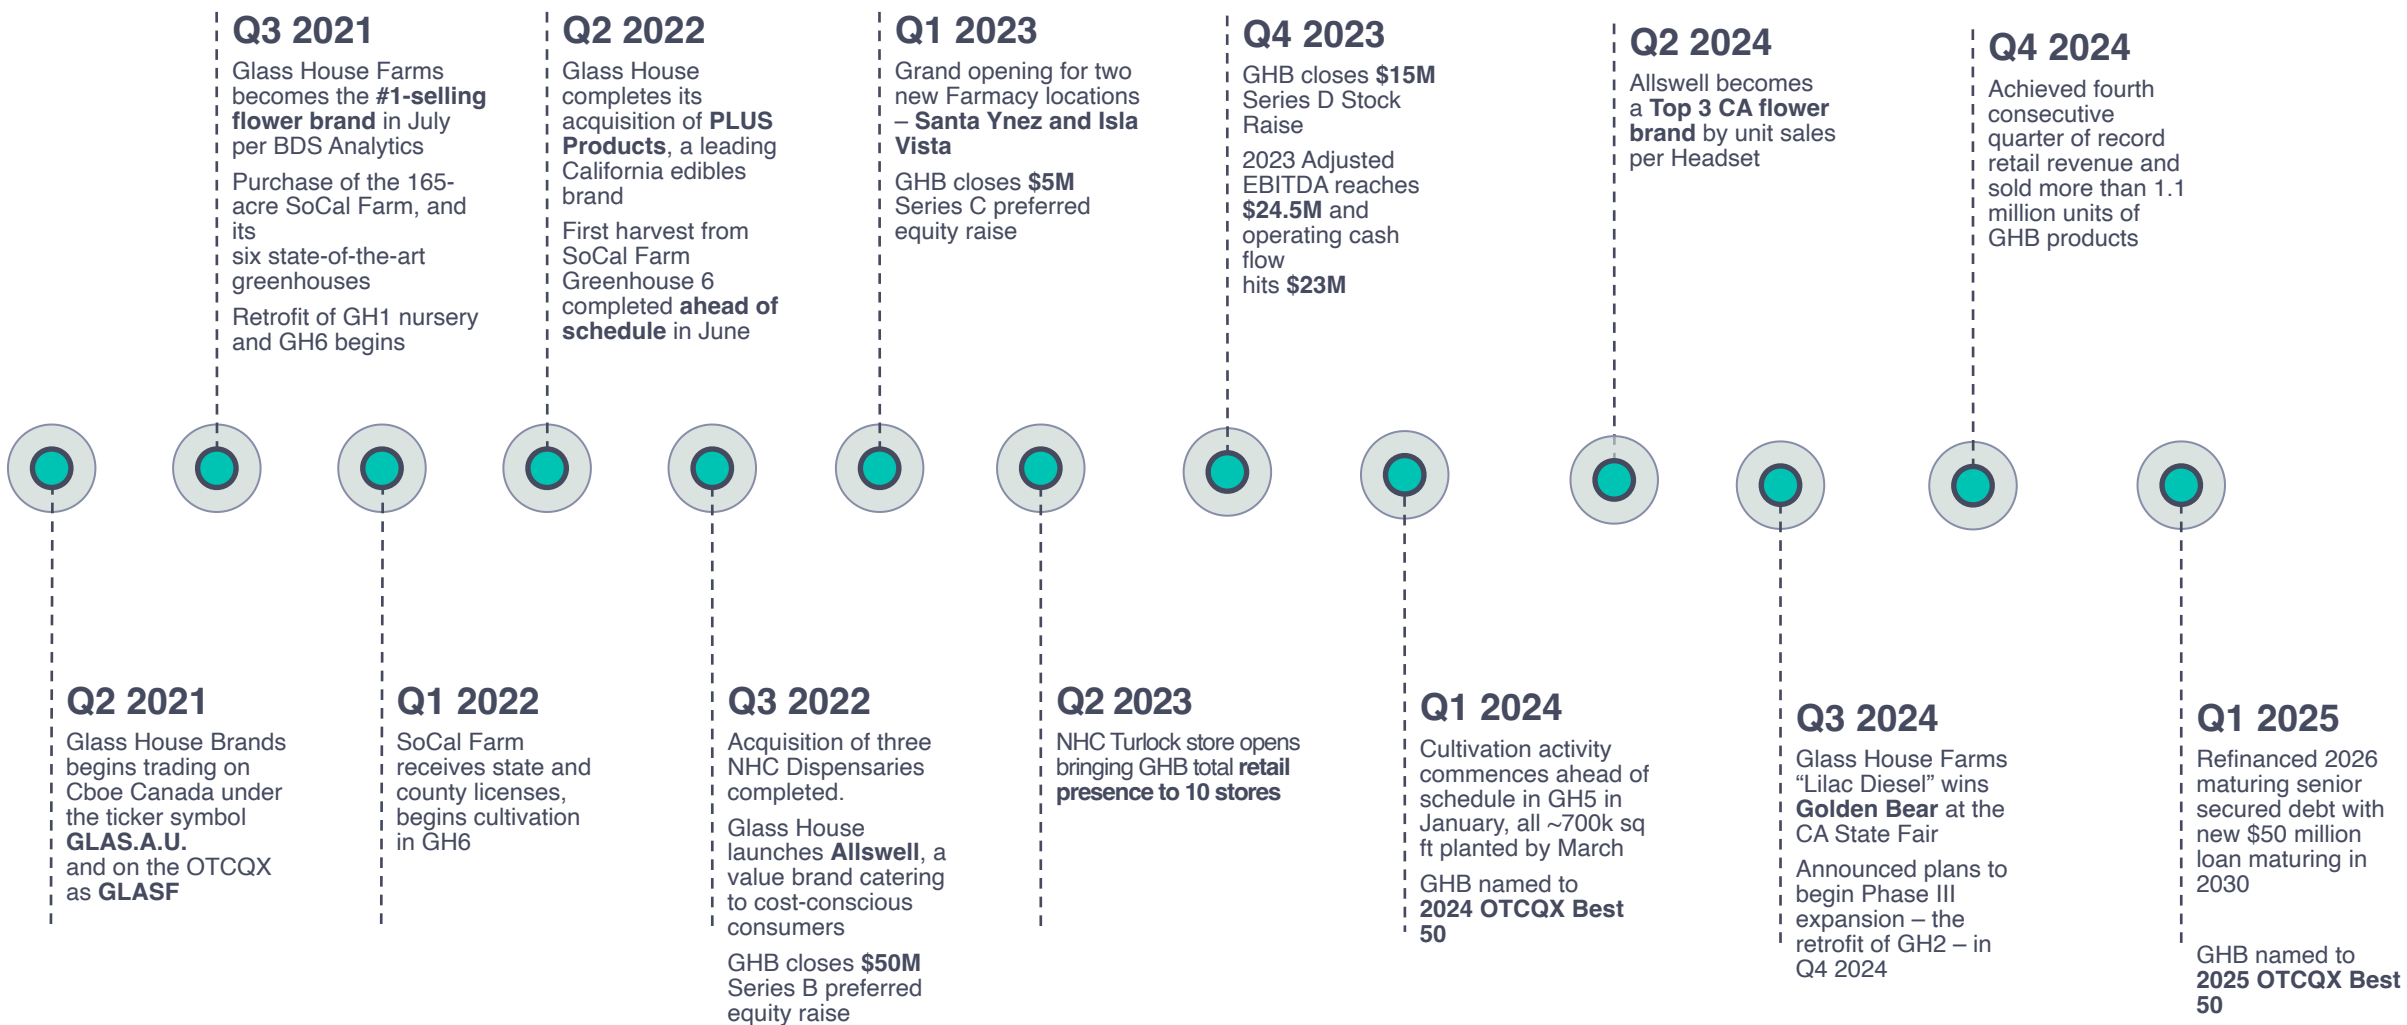 Q3 2021
Glass House Farms
becomes the #1-selling
flower brand in July
per BDS Analytics
Purchase of the 165-
acre SoCal Farm, and
its
six state-of-the-art
greenhouses
Retrofit of GH1 nursery
and GH6 begins
Q2 2022
Glass House
completes its
acquisition of PLUS
Products, a leading
California edibles
brand
First harvest from
SoCal Farm
Greenhouse 6
completed ahead of
schedule in June
Q1 2023
Grand opening for two
new Farmacy locations
– Santa Ynez and Isla
Vista
GHB closes $5M
Series C preferred
equity raise
Q4 2023
GHB closes $15M
Series D Stock
Raise
2023 Adjusted
EBITDA reaches
$24.5M and
operating cash
flow
hits $23M
Q2 2024
Allswell becomes
a Top 3 CA flower
brand by unit sales
per Headset
Q4 2024
Achieved fourth
consecutive
quarter of record
retail revenue and
sold more than 1.1
million units of
GHB products
Q2 2021
Glass House Brands
begins trading on
Cboe Canada under
the ticker symbol
GLAS.A.U.
and on the OTCQX
as GLASF
Q1 2022
SoCal Farm
receives state and
county licenses,
begins cultivation
in GH6
Q3 2022
Acquisition of three
NHC Dispensaries
completed.
Glass House
launches Allswell, a
value brand catering
to cost-conscious
consumers
GHB closes $50M
Series B preferred
equity raise
Q2 2023
NHC Turlock store opens
bringing GHB total retail
presence to 10 stores
Q1 2024
Cultivation activity
commences ahead of
schedule in GH5 in
January, all ~700k sq
ft planted by March
GHB named to
2024 OTCQX Best
50
Q3 2024
Glass House Farms
“Lilac Diesel” wins
Golden Bear at the
CA State Fair
Announced plans to
begin Phase III
expansion – the
retrofit of GH2 – in
Q4 2024
Q1 2025
Refinanced 2026
maturing senior
secured debt with
new $50 million
loan maturing in
2030
GHB named to
2025 OTCQX Best
50